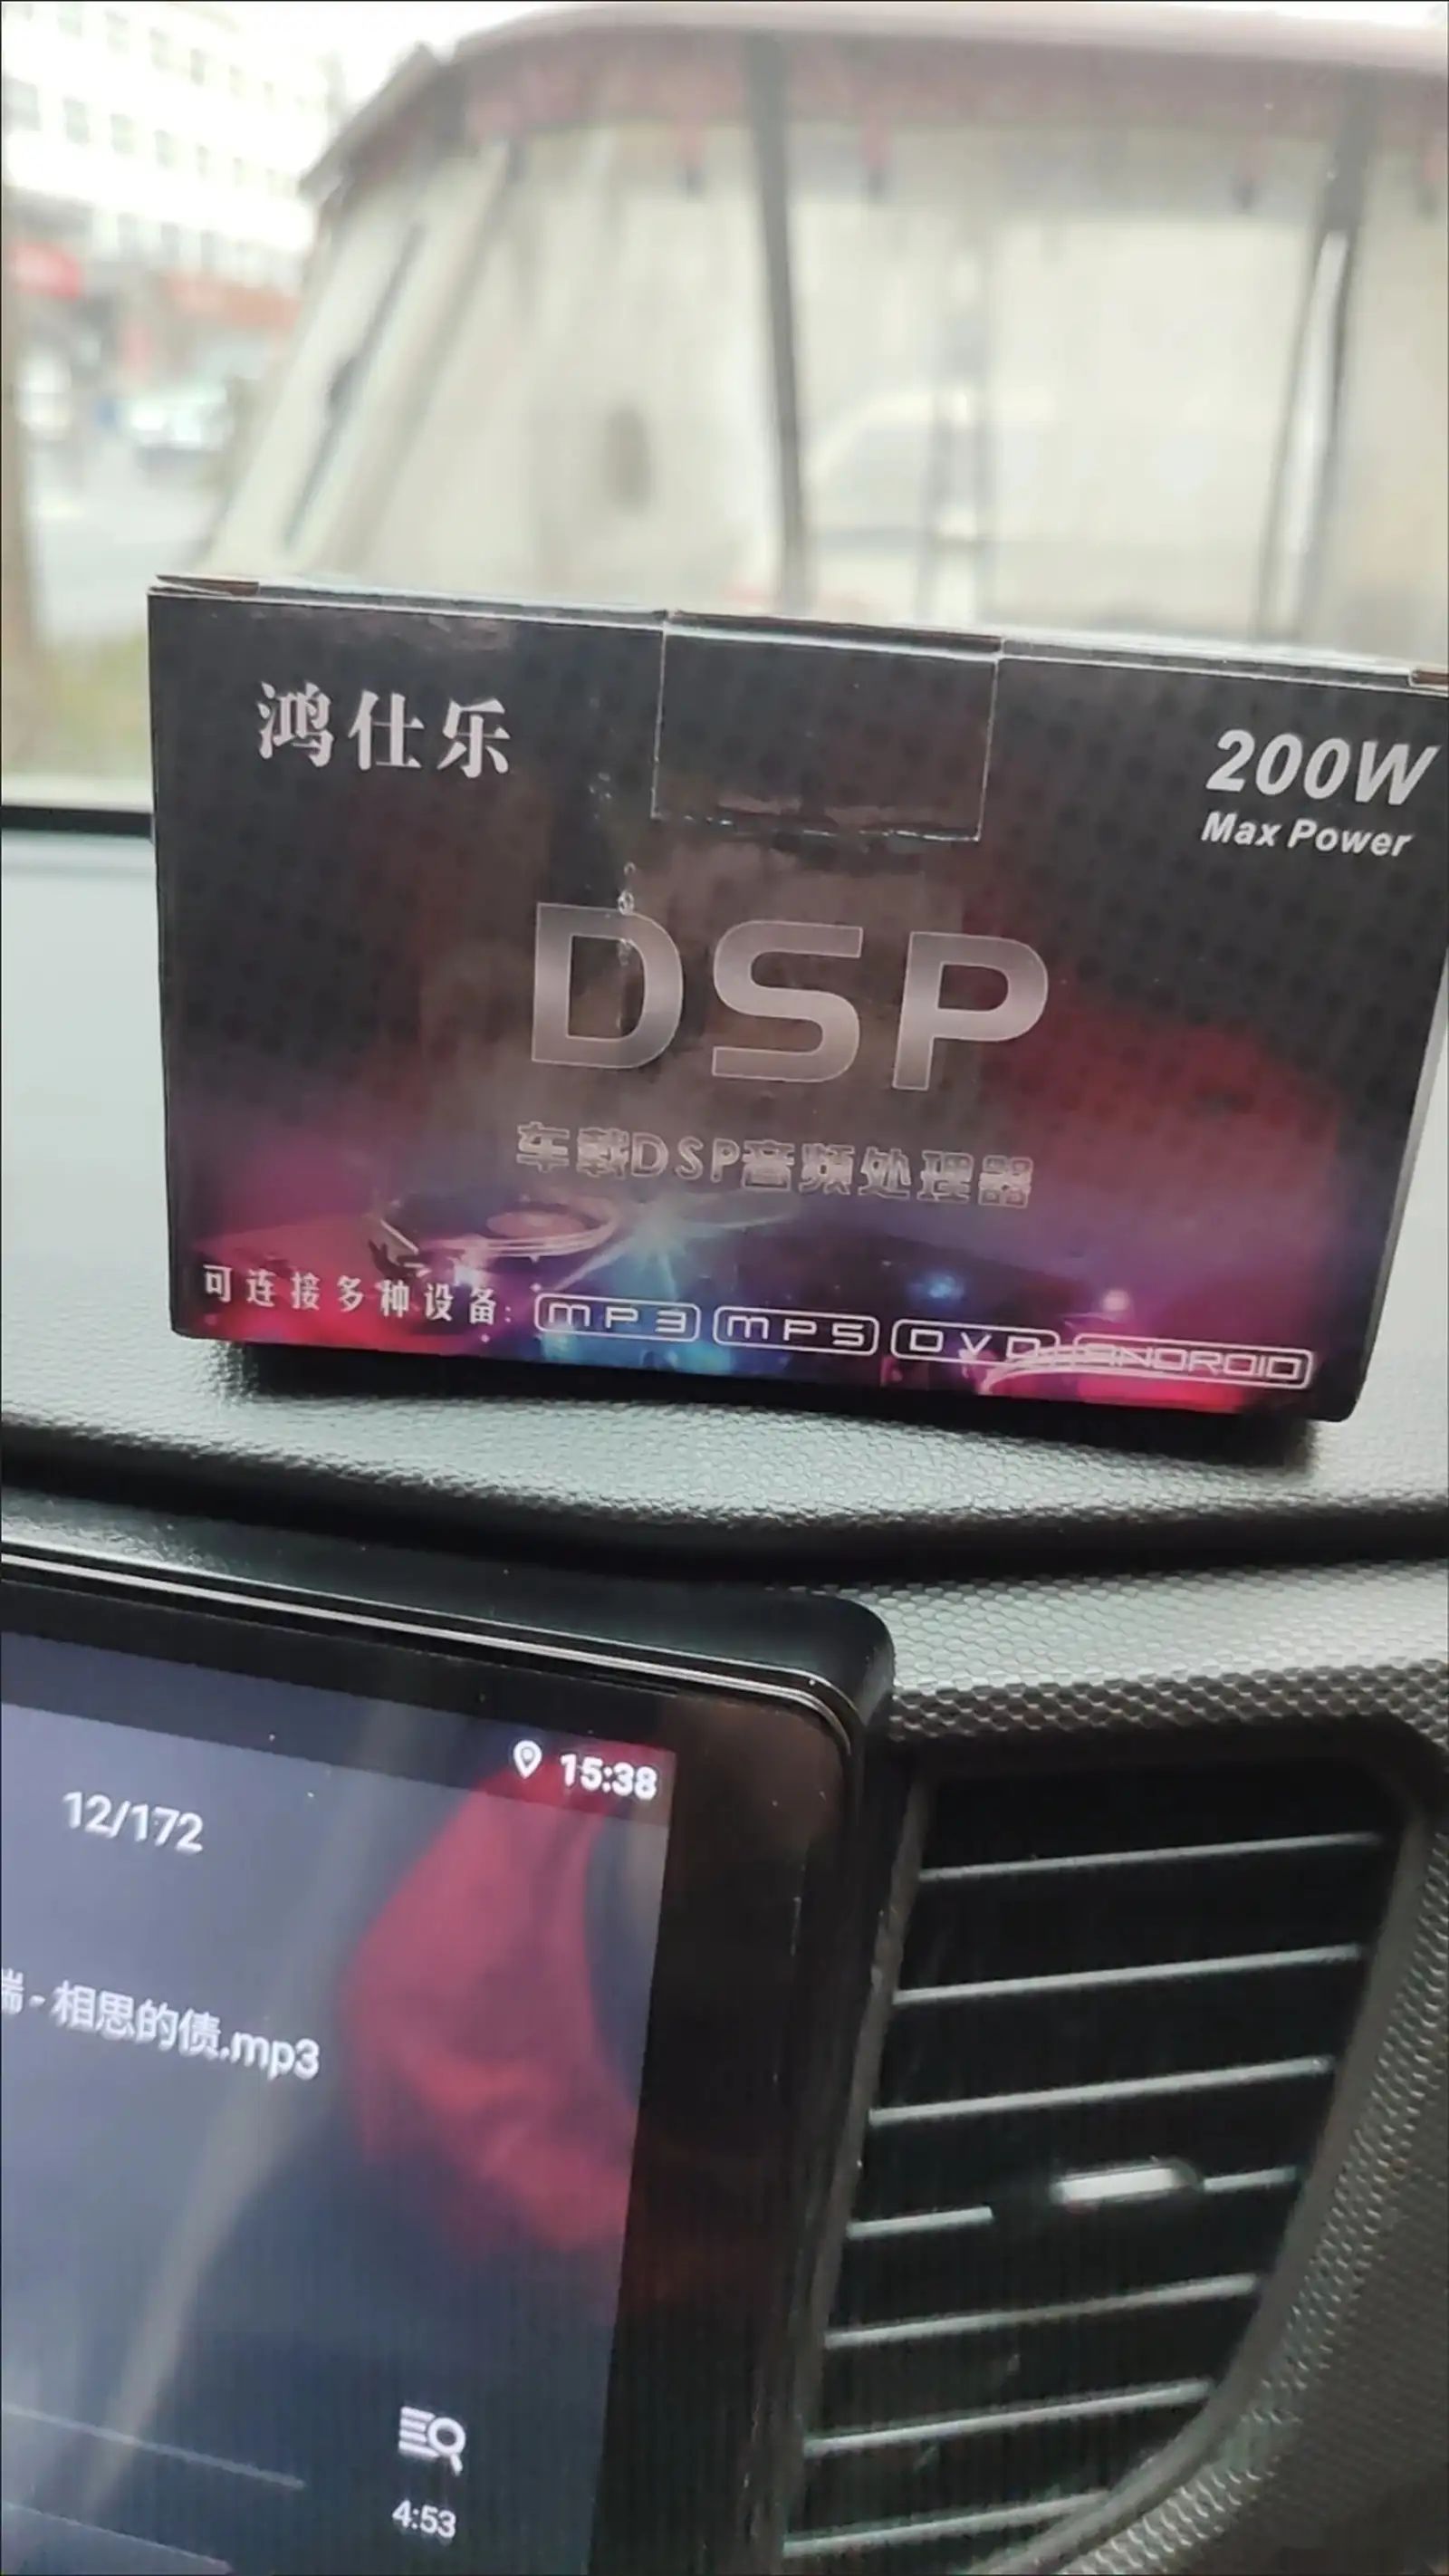 鸿仕乐
200W
Max Power
DSP
车载DSP音频处理器
可连接多种设备: MP3 MP5 DVD ANDROID
15:38
12/172
端-相思的债.mp3
4:53